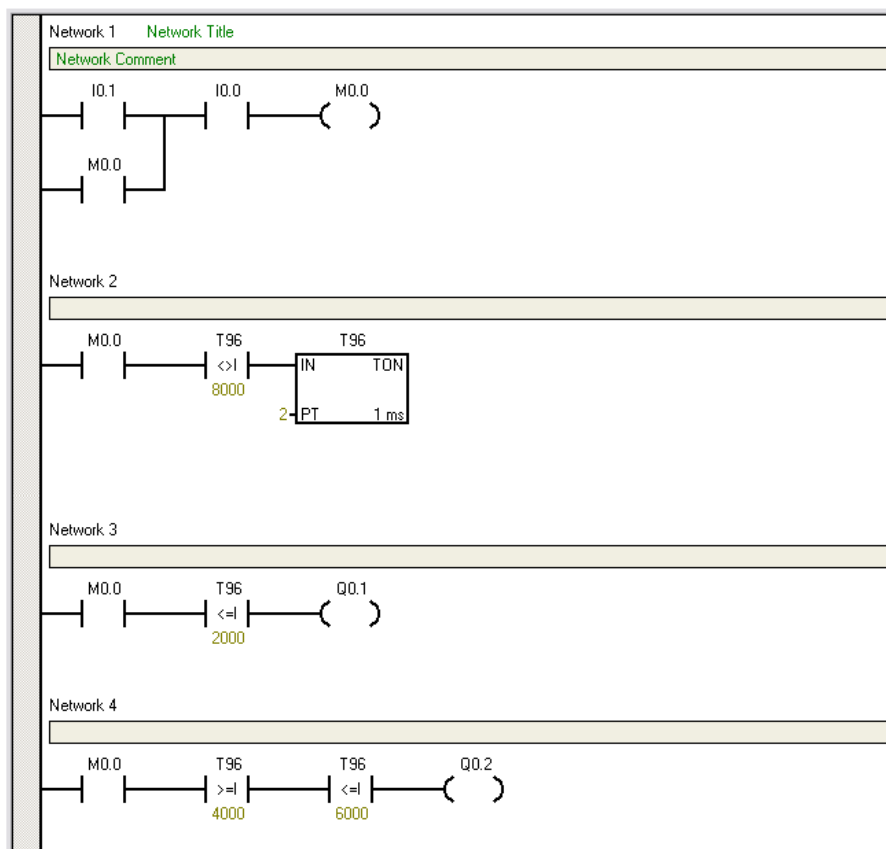 Network 1 Network Title
Network Comment
I0.1 I0.0 M0.0
M0.0
Network 2
M0.0 T96 T96
<>I IN TON
8000
2 PT 1 ms
Network 3
M0.0 T96 Q0.1
<=I
2000
Network 4
M0.0 T96 T96 Q0.2
>=I <=I
4000 6000